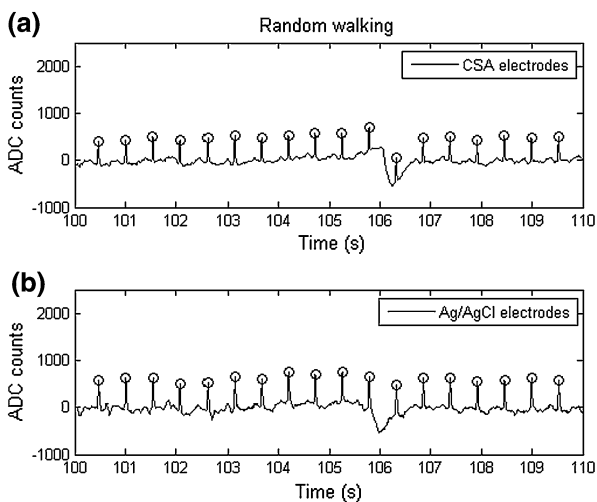 (a)
Random walking
2500
2000
1000
0
-1000
ADC counts
CSA electrodes
100 101 102 103 104 105 106 107 108 109 110
Time (s)
(b)
2500
2000
1000
0
-1000
ADC counts
Ag/AgCl electrodes
100 101 102 103 104 105 106 107 108 109 110
Time (s)